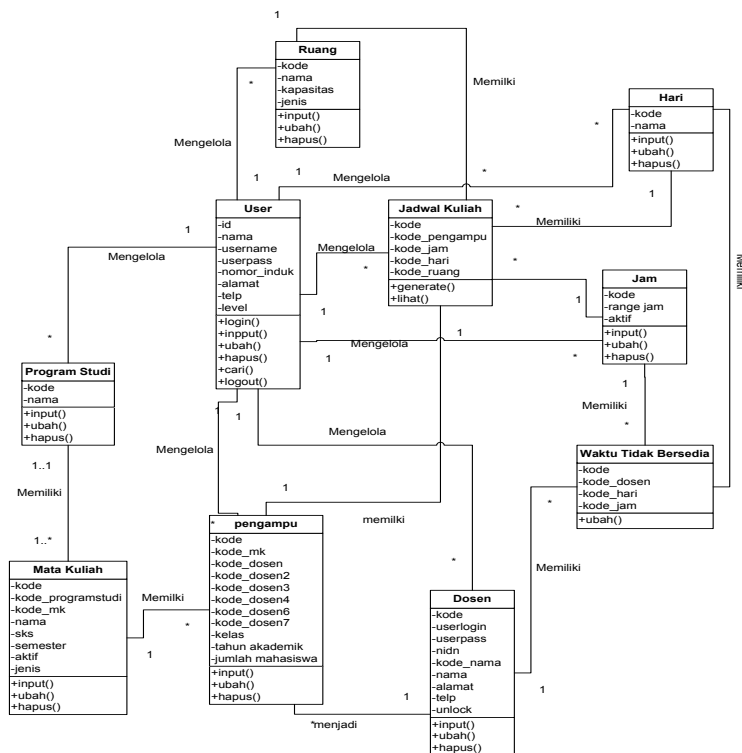 1
Ruang
-kode
-nama
-kapasitas
-jenis
+input()
+ubah()
+hapus()
*
Memilki
Mengelola
1
Hari
-kode
-nama
+input()
+ubah()
+hapus()
*
1
Mengelola
*
1
Memiliki
Memiliki
User
-id
-nama
-username
-userpass
-nomor_induk
-alamat
-telp
-level
+login()
+inpput()
+ubah()
+hapus()
+cari()
+logout()
Jadwal Kuliah
-kode
-kode_pengampu
-kode_jam
-kode_hari
-kode_ruang
+generate()
+lihat()
*
Mengelola
*
1
*
1
Jam
-kode
-range jam
-aktif
+input()
+ubah()
+hapus()
1
Mengelola
*
1
1
Mengelola
*
Program Studi
-kode
-nama
+input()
+ubah()
+hapus()
1..1
Memiliki
1..*
1
1
Mengelola
Mengelola
1
Memiliki
*
Waktu Tidak Bersedia
-kode
-kode_dosen
-kode_hari
-kode_jam
+ubah()
*
Memiliki
1
1
memilki
*
*
pengampu
-kode
-kode_mk
-kode_dosen
-kode_dosen2
-kode_dosen3
-kode_dosen4
-kode_dosen6
-kode_dosen7
-kelas
-tahun akademik
-jumlah mahasiswa
+input()
+ubah()
+hapus()
Mata Kuliah
-kode
-kode_programstudi
-kode_mk
-nama
-sks
-semester
-aktif
-jenis
+input()
+ubah()
+hapus()
Memilki
*
1
Dosen
-kode
-userlogin
-userpass
-nidn
-kode_nama
-nama
-alamat
-telp
-unlock
+input()
+ubah()
+hapus()
1
*menjadi